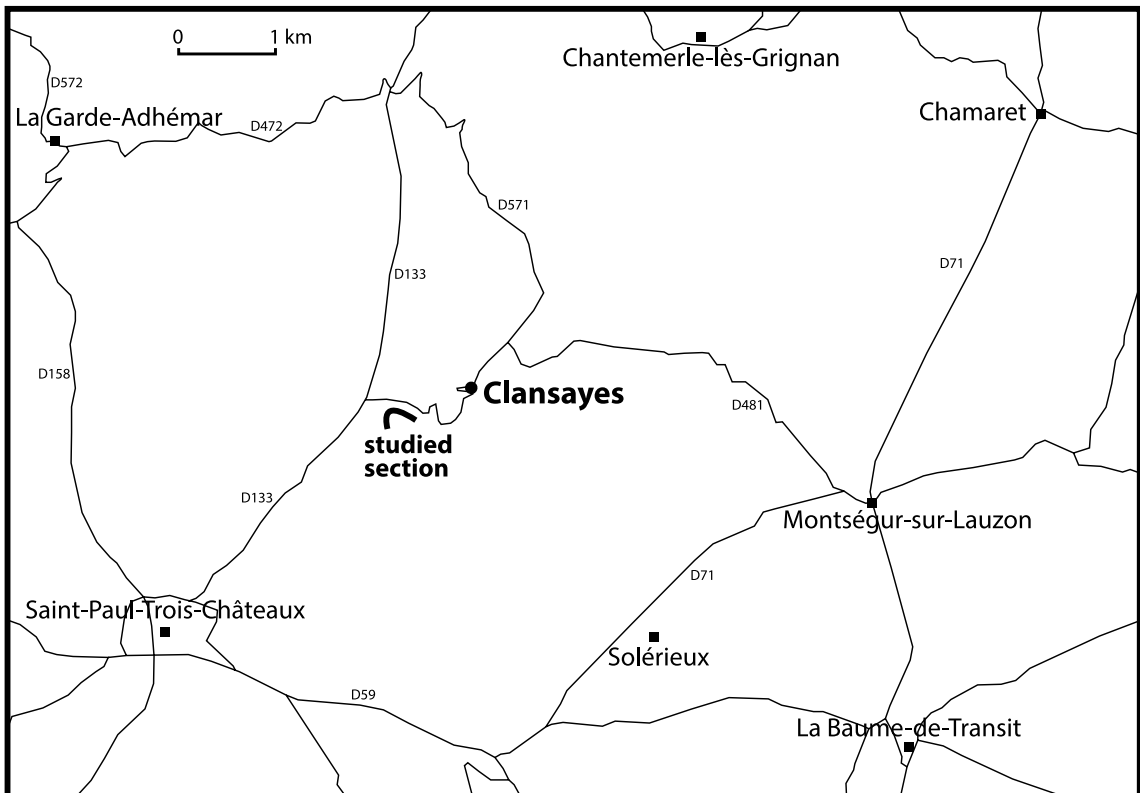 0 1 km
Chantemerle-lès-Grignan
D572
La Garde-Adhémar
Chamaret
D472
D571
D71
D133
D158
Clansayes
D481
studied
section
D133
Montségur-sur-Lauzon
D71
Saint-Paul-Trois-Châteaux
Solérieux
D59
La Baume-de-Transit